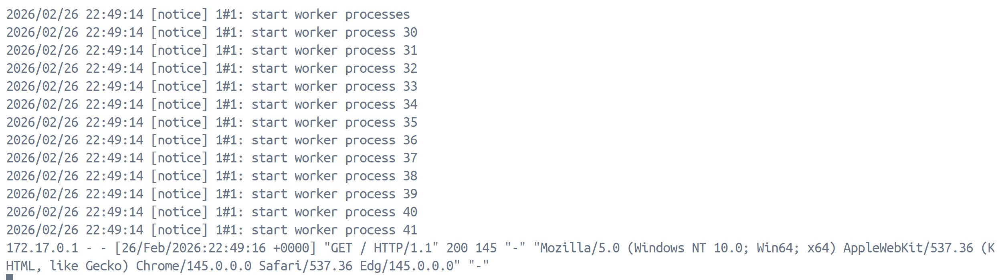 2026/02/26 22:49:14 [notice] 1#1: start worker processes
2026/02/26 22:49:14 [notice] 1#1: start worker process 30
2026/02/26 22:49:14 [notice] 1#1: start worker process 31
2026/02/26 22:49:14 [notice] 1#1: start worker process 32
2026/02/26 22:49:14 [notice] 1#1: start worker process 33
2026/02/26 22:49:14 [notice] 1#1: start worker process 34
2026/02/26 22:49:14 [notice] 1#1: start worker process 35
2026/02/26 22:49:14 [notice] 1#1: start worker process 36
2026/02/26 22:49:14 [notice] 1#1: start worker process 37
2026/02/26 22:49:14 [notice] 1#1: start worker process 38
2026/02/26 22:49:14 [notice] 1#1: start worker process 39
2026/02/26 22:49:14 [notice] 1#1: start worker process 40
2026/02/26 22:49:14 [notice] 1#1: start worker process 41
172.17.0.1 - - [26/Feb/2026:22:49:16 +0000] "GET / HTTP/1.1" 200 145 "-" "Mozilla/5.0 (Windows NT 10.0; Win64; x64) AppleWebKit/537.36 (K
HTML, like Gecko) Chrome/145.0.0.0 Safari/537.36 Edg/145.0.0.0" "-"